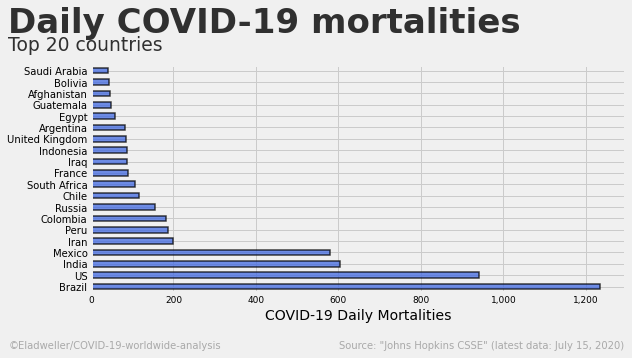 Daily COVID-19 mortalities
Top 20 countries
Saudi Arabia
Bolivia
Afghanistan
Guatemala
Egypt
Argentina
United Kingdom
Indonesia
Iraq
France
South Africa
Chile
Russia
Colombia
Peru
Iran
Mexico
India
US
Brazil
0 200 400 600 800 1,000 1,200
COVID-19 Daily Mortalities
©Eladweller/COVID-19-worldwide-analysis Source: "Johns Hopkins CSSE" (latest data: July 15, 2020)